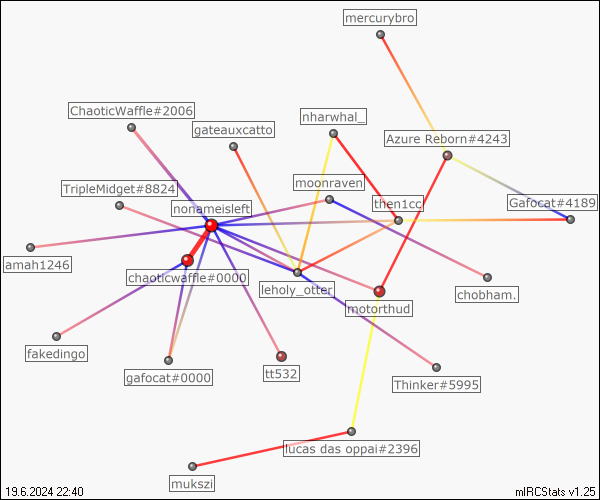 mercurybro
ChaoticWaffle#2006
nharwhal_
gateauxcatto
Azure Reborn#4243
moonraven
TripleMidget#8824
nonameisleft
then1cc
Gafocat#4189
amah1246
chaoticwaffle#0000
leholy_otter
chobham.
motorthud
fakedingo
gafocat#0000
tt532
Thinker#5995
lucas das oppai#2396
mukszi
19.6.2024 22:40
mIRCStats v1.25